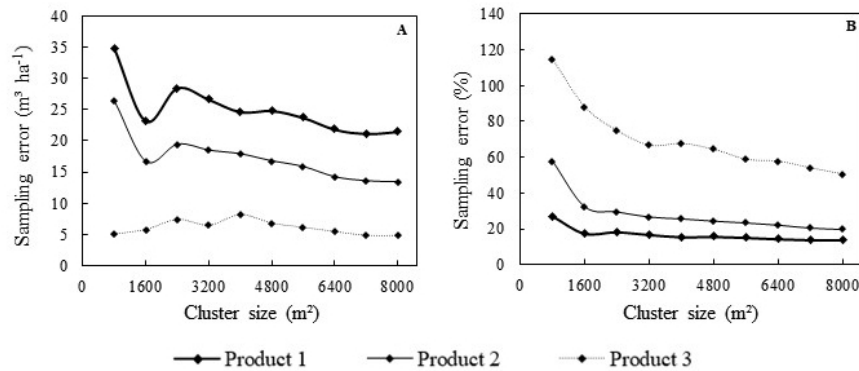 A
40
35
30
25
20
15
10
5
0
Sampling error (m³ ha⁻¹)
0 1600 3200 4800 6400 8000
Cluster size (m²)
B
140
120
100
80
60
40
20
0
Sampling error (%)
0 1600 3200 4800 6400 8000
Cluster size (m²)
Product 1 Product 2 Product 3